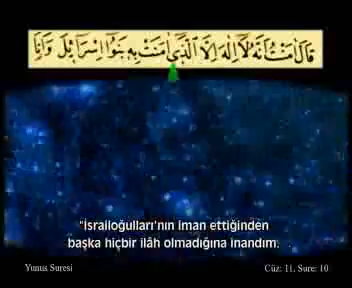 قَالَ اٰمَنْتُ اَنَّهُ لَٓا اِلٰهَ اِلَّا الَّذ۪ٓي اٰمَنَتْ بِه۪ بَنُٓوا اِسْرَٓاء۪يلَ وَاَنَا۬
"İsrailoğulları'nın iman ettiğinden
başka hiçbir ilâh olmadığına inandım.
Yunus Suresi
Cüz: 11, Sure: 10